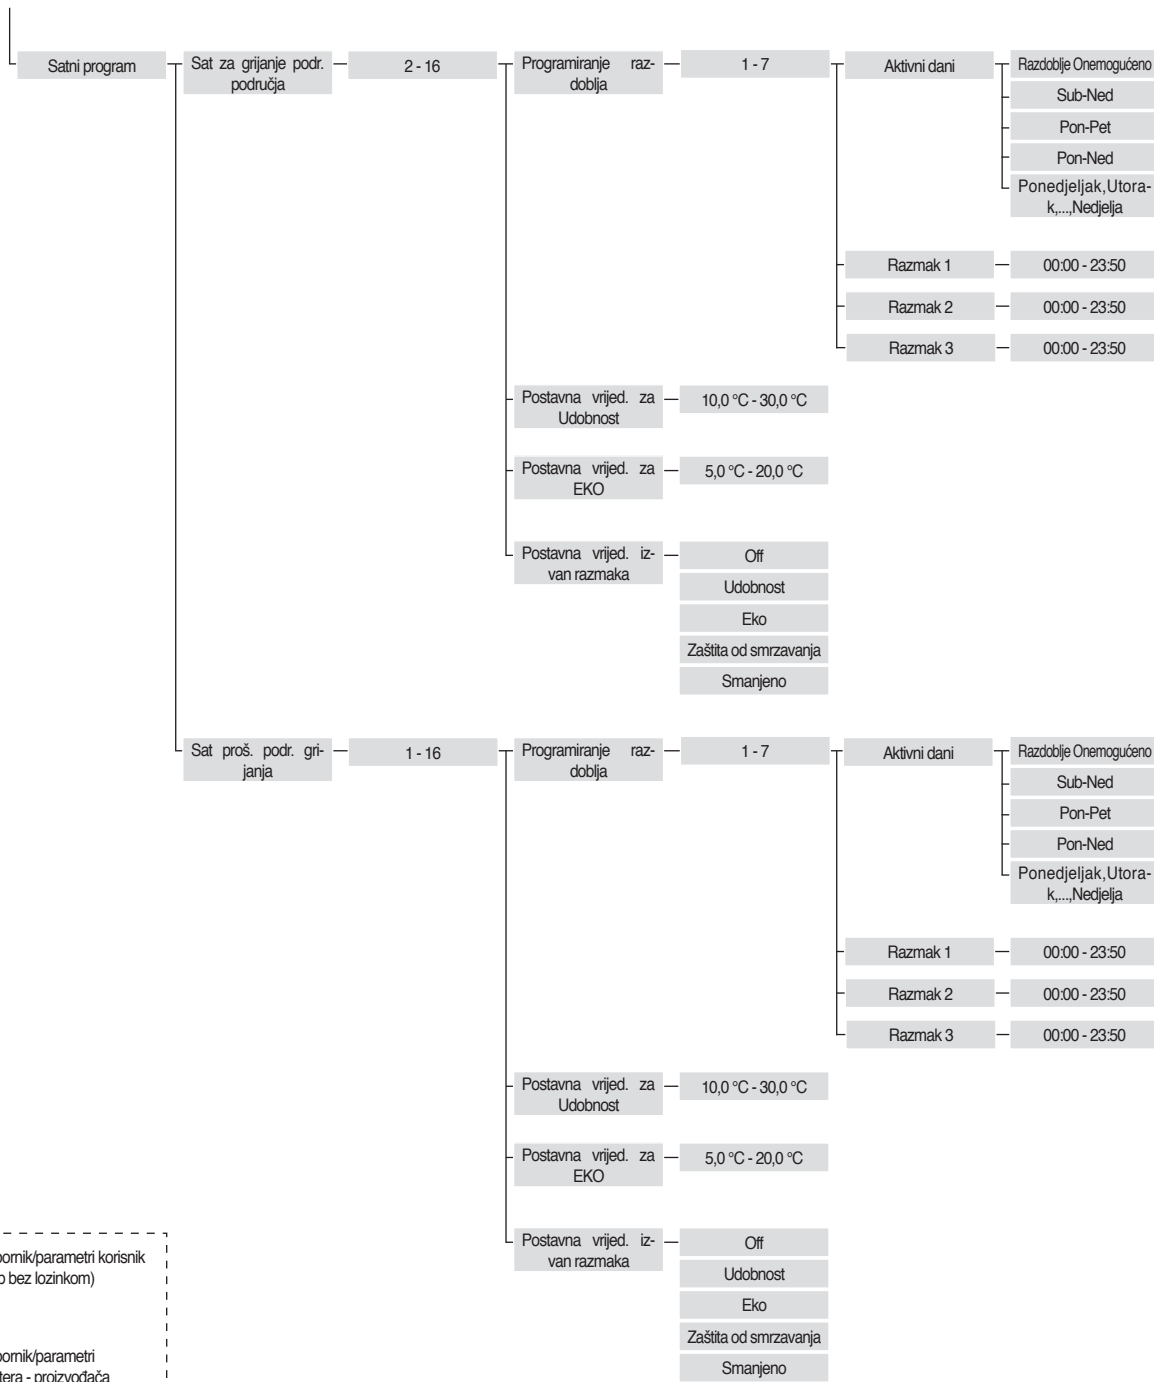 Satni program
Sat za grijanje podr.
područja
2 - 16
Programiranje raz-
doblja
1 - 7
Aktivni dani
Razdoblje Onemogućeno
Sub-Ned
Pon-Pet
Pon-Ned
Ponedjeljak,Utora-
k,...,Nedjelja
Razmak 1
00:00 - 23:50
Razmak 2
00:00 - 23:50
Razmak 3
00:00 - 23:50
Postavna vrijed. za
Udobnost
10,0 °C - 30,0 °C
Postavna vrijed. za
EKO
5,0 °C - 20,0 °C
Postavna vrijed. iz-
van razmaka
Off
Udobnost
Eko
Zaštita od smrzavanja
Smanjeno
Sat proš. podr. gri-
janja
1 - 16
Programiranje raz-
doblja
1 - 7
Aktivni dani
Razdoblje Onemogućeno
Sub-Ned
Pon-Pet
Pon-Ned
Ponedjeljak,Utora-
k,...,Nedjelja
Razmak 1
00:00 - 23:50
Razmak 2
00:00 - 23:50
Razmak 3
00:00 - 23:50
Postavna vrijed. za
Udobnost
10,0 °C - 30,0 °C
Postavna vrijed. za
EKO
5,0 °C - 20,0 °C
Postavna vrijed. iz-
van razmaka
Off
Udobnost
Eko
Zaštita od smrzavanja
Smanjeno
/parametri korisnik
bez lozinkom)
/parametri
- proizvođača